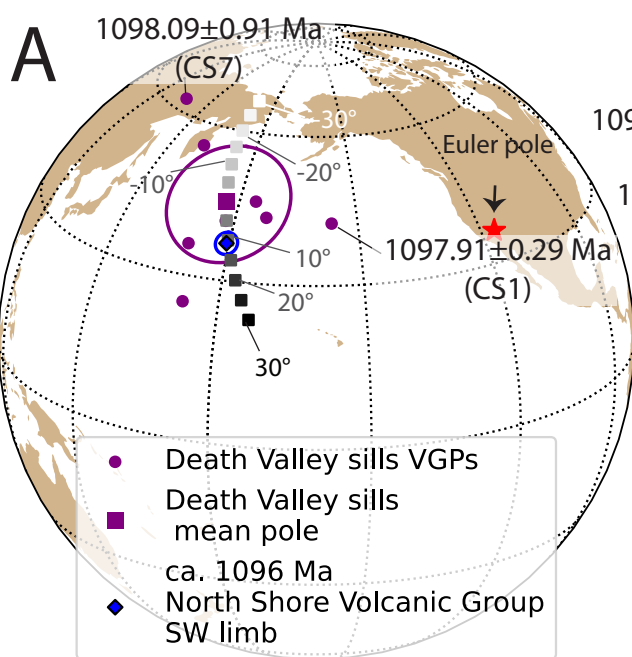 A
1098.09±0.91 Ma
(CS7)
109
30°
Euler pole
-20°
-10°
1
1097.91±0.29 Ma
(CS1)
10°
20°
30°
Death Valley sills VGPs
Death Valley sills
mean pole
ca. 1096 Ma
North Shore Volcanic Group
SW limb